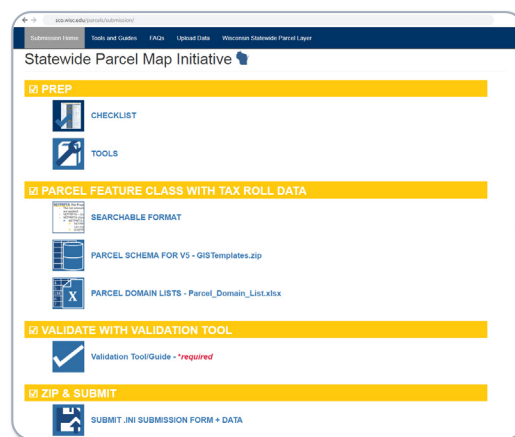 sco.wisc.edu/parcels/submission/
Submission Home Tools and Guides FAQs Upload Data Wisconsin Statewide Parcel Layer
Statewide Parcel Map Initiative
PREP
CHECKLIST
TOOLS
PARCEL FEATURE CLASS WITH TAX ROLL DATA
SEARCHABLE FORMAT
PARCEL SCHEMA FOR V5 - GISTemplates.zip
X
PARCEL DOMAIN LISTS - Parcel_Domain_List.xlsx
VALIDATE WITH VALIDATION TOOL
Validation Tool/Guide - *required
ZIP & SUBMIT
SUBMIT .INI SUBMISSION FORM + DATA